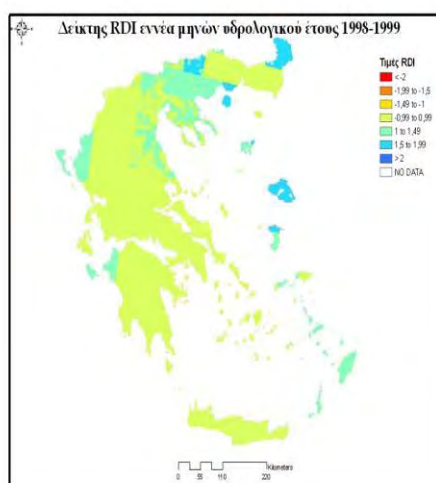 Δείκτης RDI εννέα μηνών υδρολογικού έτους 1998-1999
Τιμές RDI
< -2
-1,99 to -1,5
-1,49 to -1
-0,99 to 0,99
1 to 1,49
1,5 to 1,99
> 2
NO DATA
Kilometers
0 55 110 220